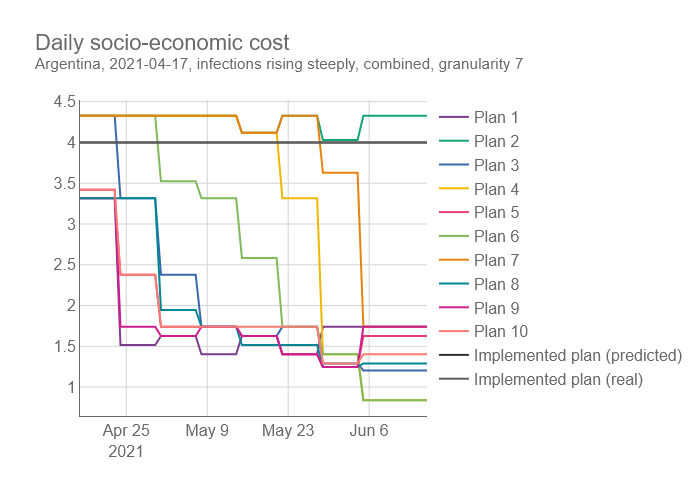 Daily socio-economic cost
Argentina, 2021-04-17, infections rising steeply, combined, granularity 7
4.5
4
3.5
3
2.5
2
1.5
1
Apr 25
2021
May 9
May 23
Jun 6
Plan 1
Plan 2
Plan 3
Plan 4
Plan 5
Plan 6
Plan 7
Plan 8
Plan 9
Plan 10
Implemented plan (predicted)
Implemented plan (real)